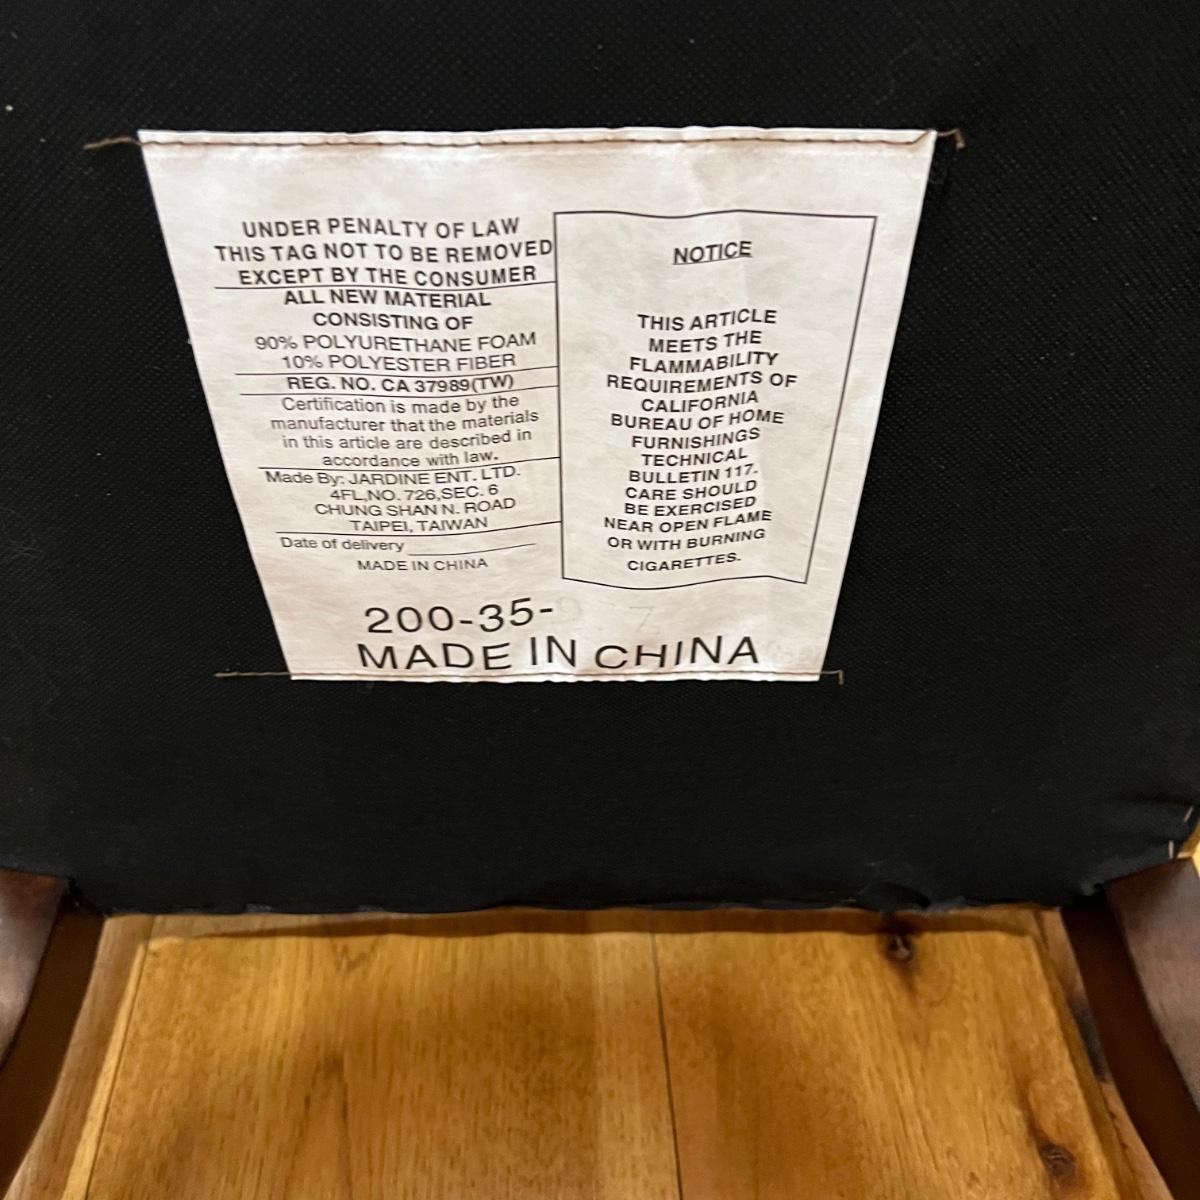 UNDER PENALTY OF LAW
THIS TAG NOT TO BE REMOVED
EXCEPT BY THE CONSUMER
ALL NEW MATERIAL
CONSISTING OF
90% POLYURETHANE FOAM
10% POLYESTER FIBER
REG. NO. CA 37989(TW)
Certification is made by the
manufacturer that the materials
in this article are described in
accordance with law.
Made By: JARDINE ENT. LTD.
4FL,NO. 726,SEC. 6
CHUNG SHAN N. ROAD
TAIPEI, TAIWAN
Date of delivery
MADE IN CHINA
NOTICE
THIS ARTICLE
MEETS THE
FLAMMABILITY
REQUIREMENTS OF
CALIFORNIA
BUREAU OF HOME
FURNISHINGS
TECHNICAL
BULLETIN 117.
CARE SHOULD
BE EXERCISED
NEAR OPEN FLAME
OR WITH BURNING
CIGARETTES.
200-35-
MADE IN CHINA